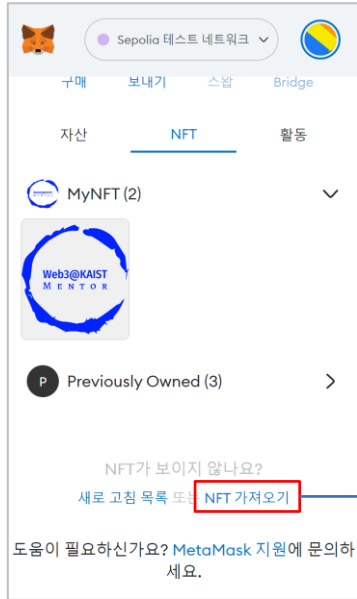 Sepolia 테스트 네트워크
구매 보내기 스왑 Bridge
자산 NFT 활동
MyNFT (2)
Web3@KAIST
MENTOR
P Previously Owned (3)
NFT가 보이지 않나요?
새로 고침 목록 또는 NFT 가져오기
도움이 필요하신가요? MetaMask 지원에 문의하
세요.